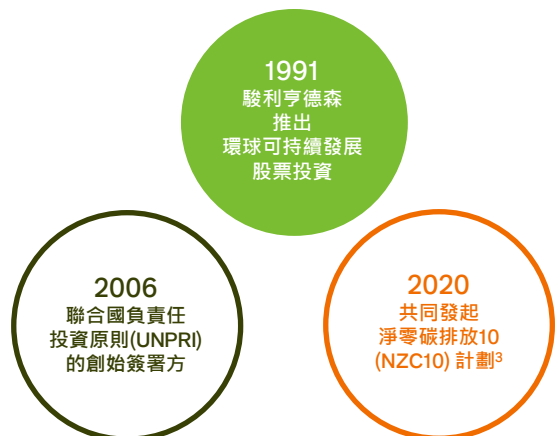 1991
駿利亨德森
推出
環球可持續發展
股票投資
2006
聯合國負責任
投資原則(UNPRI)
的創始簽署方
2020
共同發起
淨零碳排放10
(NZC10) 計劃³